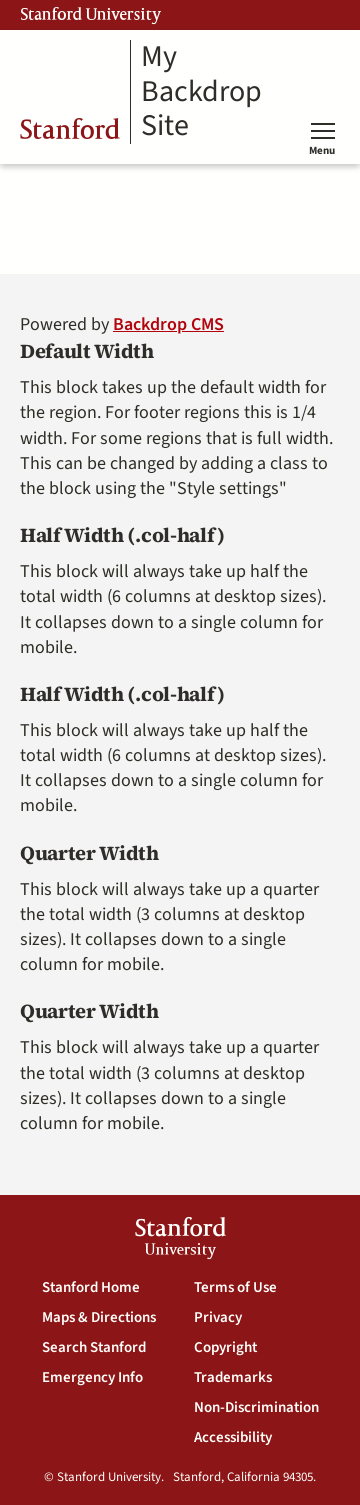 Stanford University
Stanford
My
Backdrop
Site
Menu
Powered by Backdrop CMS
Default Width
This block takes up the default width for
the region. For footer regions this is 1/4
width. For some regions that is full width.
This can be changed by adding a class to
the block using the "Style settings"
Half Width (.col-half)
This block will always take up half the
total width (6 columns at desktop sizes).
It collapses down to a single column for
mobile.
Half Width (.col-half)
This block will always take up half the
total width (6 columns at desktop sizes).
It collapses down to a single column for
mobile.
Quarter Width
This block will always take up a quarter
the total width (3 columns at desktop
sizes). It collapses down to a single
column for mobile.
Quarter Width
This block will always take up a quarter
the total width (3 columns at desktop
sizes). It collapses down to a single
column for mobile.
Stanford
University
Stanford Home
Maps & Directions
Search Stanford
Emergency Info
Terms of Use
Privacy
Copyright
Trademarks
Non-Discrimination
Accessibility
© Stanford University. Stanford, California 94305.